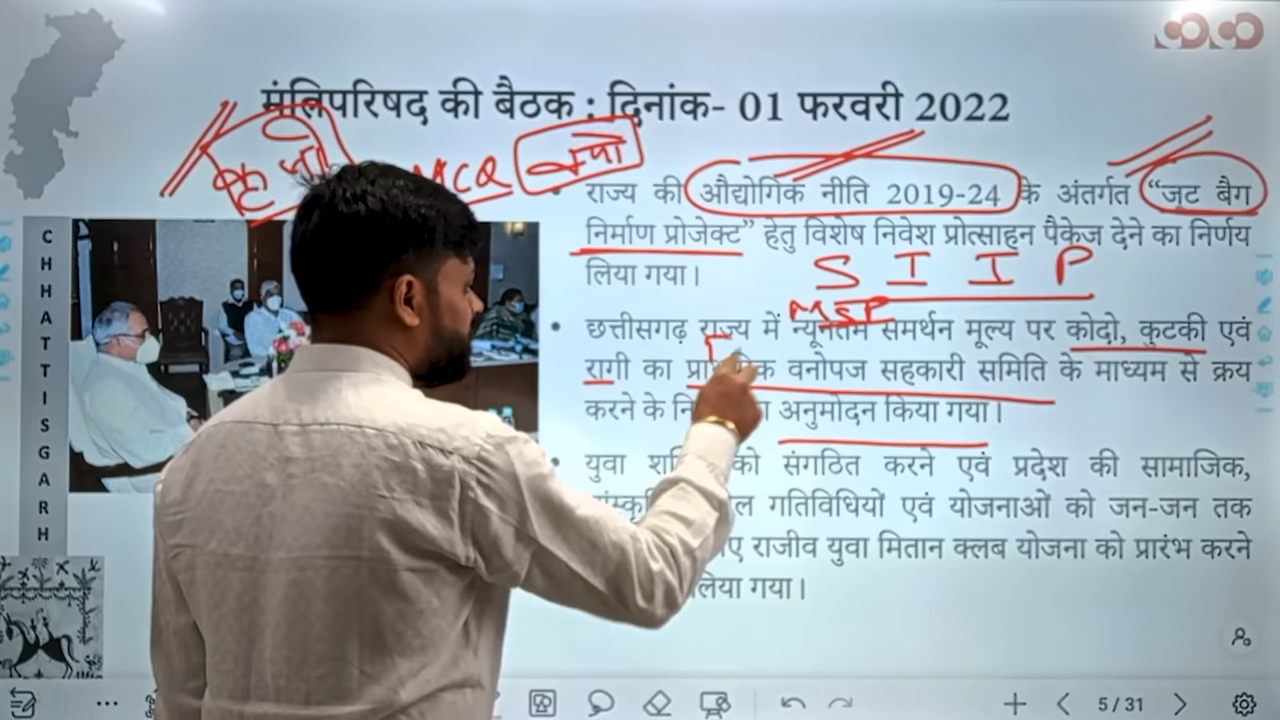 मंत्रिपरिषद की बैठक : दिनांक- 01 फरवरी 2022
MCQ क्यो
राज्य की औद्योगिक नीति 2019-24 के अंतर्गत “जूट बैग
निर्माण प्रोजेक्ट” हेतु विशेष निवेश प्रोत्साहन पैकेज देने का निर्णय
लिया गया।
S I I P
MSP
छत्तीसगढ़ राज्य में न्यूनतम समर्थन मूल्य पर कोदो, कुटकी एवं
रागी का वनोपज सहकारी समिति के माध्यम से क्रय
करने के अनुमोदन किया गया।
युवा को संगठित करने एवं प्रदेश की सामाजिक,
गतिविधियों एवं योजनाओं को जन-जन तक
राजीव युवा मितान क्लब योजना को प्रारंभ करने
लिया गया।
CHHATTISGARH
5/31